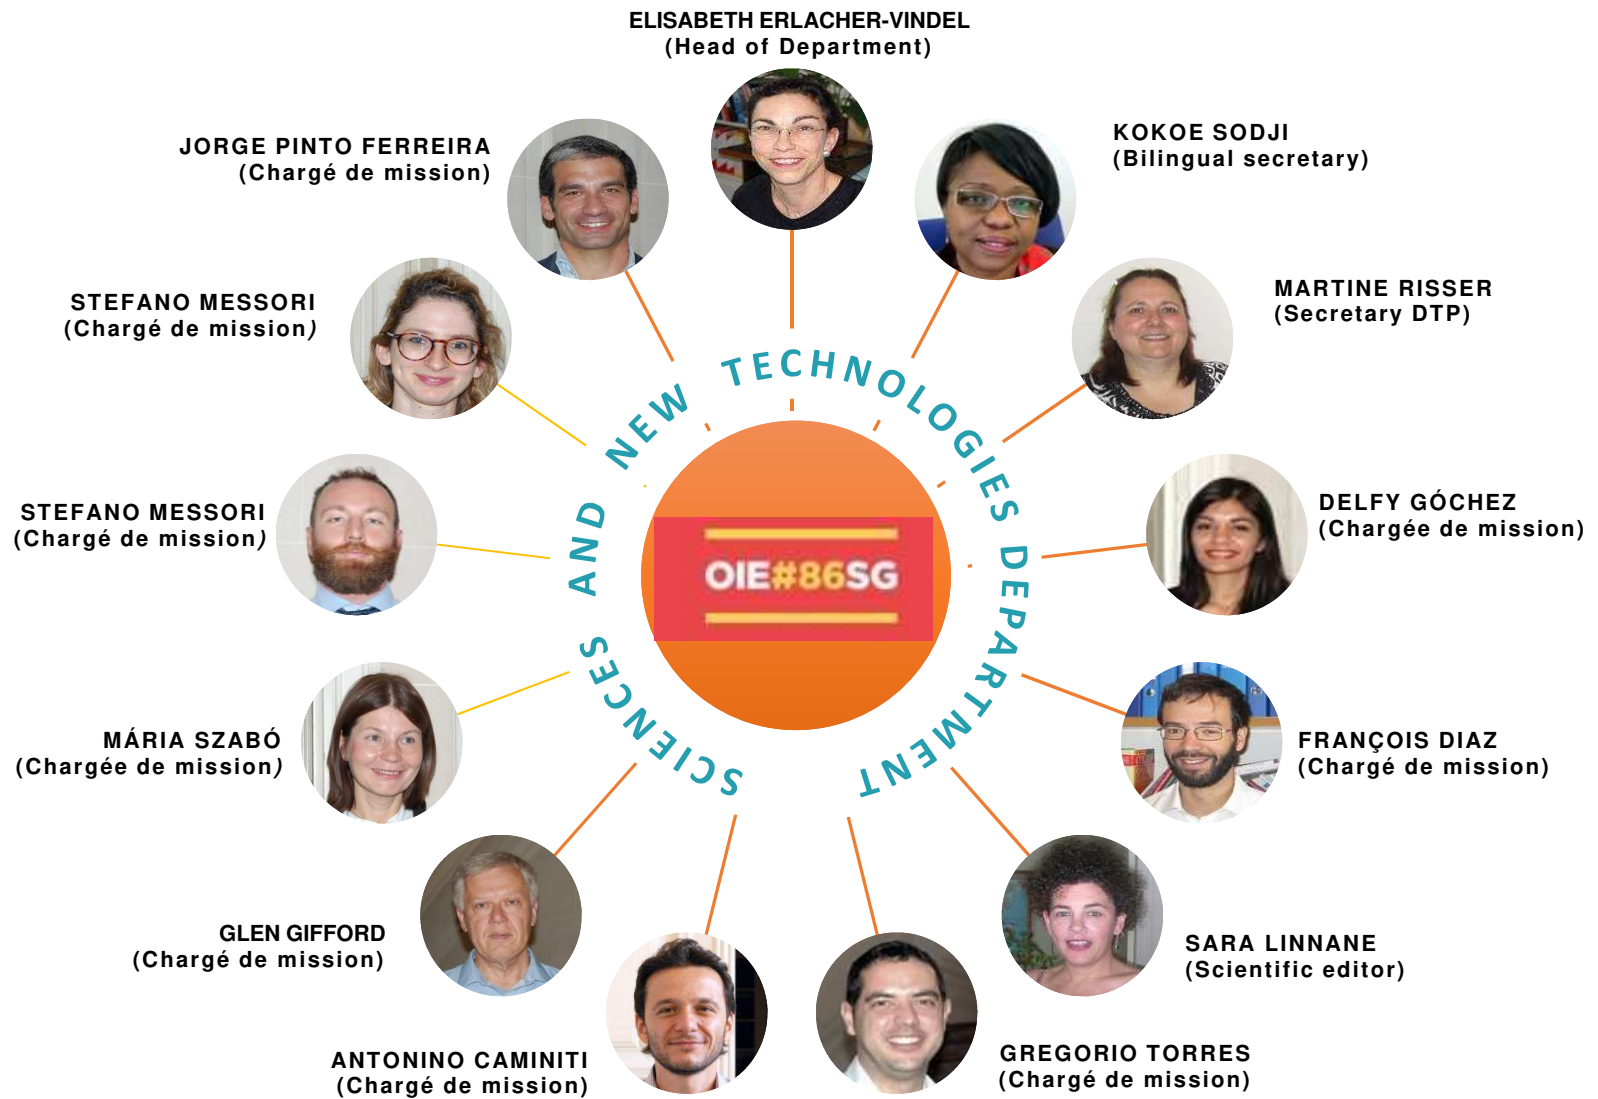 ELISABETH ERLACHER-VINDEL
(Head of Department)
JORGE PINTO FERREIRA
(Chargé de mission)
KOKOE SODJI
(Bilingual secretary)
STEFANO MESSORI
(Chargé de mission)
MARTINE RISSER
(Secretary DTP)
SCIENCES AND NEW TECHNOLOGIES DEPARTMENT
STEFANO MESSORI
(Chargé de mission)
DELFY GÓCHEZ
(Chargée de mission)
OIE#86SG
MÁRIA SZABÓ
(Chargée de mission)
FRANÇOIS DIAZ
(Chargé de mission)
GLEN GIFFORD
(Chargé de mission)
SARA LINNANE
(Scientific editor)
ANTONINO CAMINITI
(Chargé de mission)
GREGORIO TORRES
(Chargé de mission)